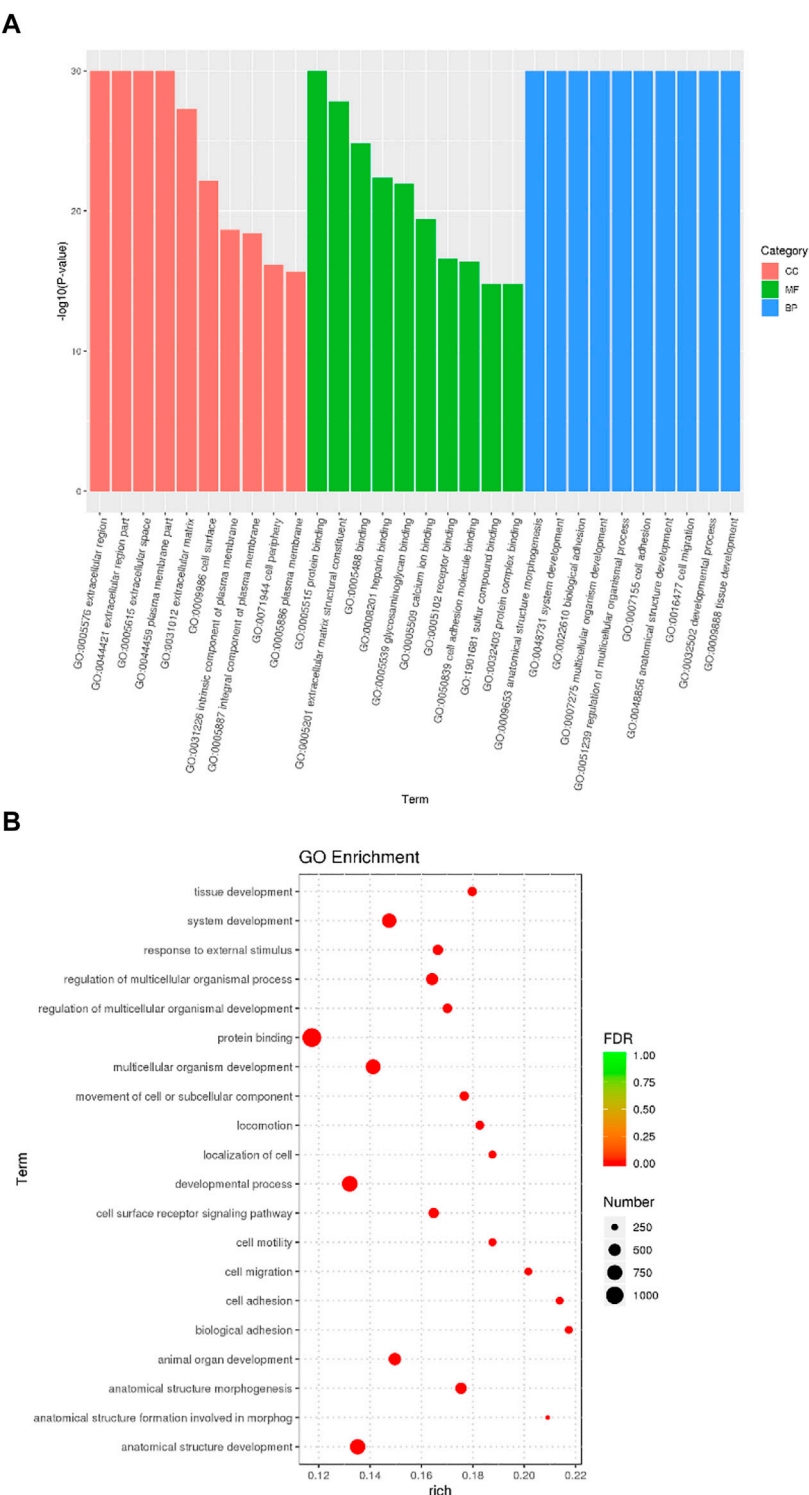 A
30
20
10
0
-log10(P-value)
Category
CC
MF
BP
GO:0005576 extracellular region
GO:0044421 extracellular region part
GO:0005615 extracellular space
GO:0044459 plasma membrane part
GO:0031012 extracellular matrix
GO:0009986 cell surface
GO:0031226 intrinsic component of plasma membrane
GO:0005887 integral component of plasma membrane
GO:0071944 cell periphery
GO:0005886 plasma membrane
GO:0005515 protein binding
GO:0005201 extracellular matrix structural constituent
GO:0005488 binding
GO:0008201 heparin binding
GO:0005539 glycosaminoglycan binding
GO:0005509 calcium ion binding
GO:0005102 receptor binding
GO:0050839 cell adhesion molecule binding
GO:1901681 sulfur compound binding
GO:0032403 protein complex binding
GO:0009653 anatomical structure morphogenesis
GO:0048731 system development
GO:0022610 biological adhesion
GO:0007275 multicellular organism development
GO:0051239 regulation of multicellular organismal process
GO:0007155 cell adhesion
GO:0048856 anatomical structure development
GO:0016477 cell migration
GO:0032502 developmental process
GO:0009888 tissue development
Term
B
GO Enrichment
Term
tissue development
system development
response to external stimulus
regulation of multicellular organismal process
regulation of multicellular organismal development
protein binding
multicellular organism development
movement of cell or subcellular component
locomotion
localization of cell
developmental process
cell surface receptor signaling pathway
cell motility
cell migration
cell adhesion
biological adhesion
animal organ development
anatomical structure morphogenesis
anatomical structure formation involved in morphog
anatomical structure development
0.12 0.14 0.16 0.18 0.20 0.22
rich
FDR
1.00
0.75
0.50
0.25
0.00
Number
250
500
750
1000